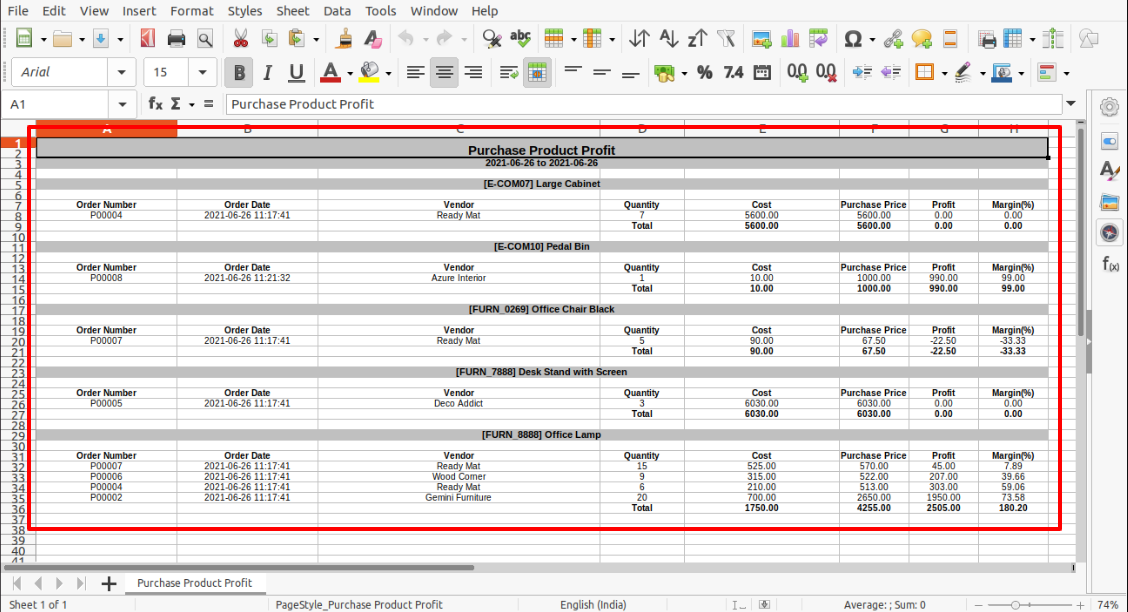 File Edit View Insert Format Styles Sheet Data Tools Window Help
Arial 15
A1 Purchase Product Profit
A B C D E F G H
1 Purchase Product Profit
2
3 2021-06-26 to 2021-06-26
4
5 [E-COM07] Large Cabinet
6
7 Order Number Order Date Vendor Quantity Cost Purchase Price Profit Margin(%)
8 P00004 2021-06-26 11:17:41 Ready Mat 7 5600.00 5600.00 0.00 0.00
9 Total 5600.00 5600.00 0.00 0.00
10
11 [E-COM10] Pedal Bin
12
13 Order Number Order Date Vendor Quantity Cost Purchase Price Profit Margin(%)
14 P00008 2021-06-26 11:21:32 Azure Interior 1 10.00 1000.00 990.00 99.00
15 Total 10.00 1000.00 990.00 99.00
16
17 [FURN_0269] Office Chair Black
18
19 Order Number Order Date Vendor Quantity Cost Purchase Price Profit Margin(%)
20 P00007 2021-06-26 11:17:41 Ready Mat 5 90.00 67.50 -22.50 -33.33
21 Total 90.00 67.50 -22.50 -33.33
22
23 [FURN_7888] Desk Stand with Screen
24
25 Order Number Order Date Vendor Quantity Cost Purchase Price Profit Margin(%)
26 P00005 2021-06-26 11:17:41 Deco Addict 3 6030.00 6030.00 0.00 0.00
27 Total 6030.00 6030.00 0.00 0.00
28
29 [FURN_8888] Office Lamp
30
31 Order Number Order Date Vendor Quantity Cost Purchase Price Profit Margin(%)
32 P00007 2021-06-26 11:17:41 Ready Mat 15 525.00 570.00 45.00 7.89
33 P00006 2021-06-26 11:17:41 Wood Corner 9 315.00 522.00 207.00 39.66
34 P00004 2021-06-26 11:17:41 Ready Mat 6 210.00 513.00 303.00 59.06
35 P00002 2021-06-26 11:17:41 Gemini Furniture 20 700.00 2650.00 1950.00 73.58
36 Total 1750.00 4255.00 2505.00 180.20
37
38
39
40
41
Purchase Product Profit
Sheet 1 of 1 PageStyle_Purchase Product Profit English (India) Average: ; Sum: 0 74%